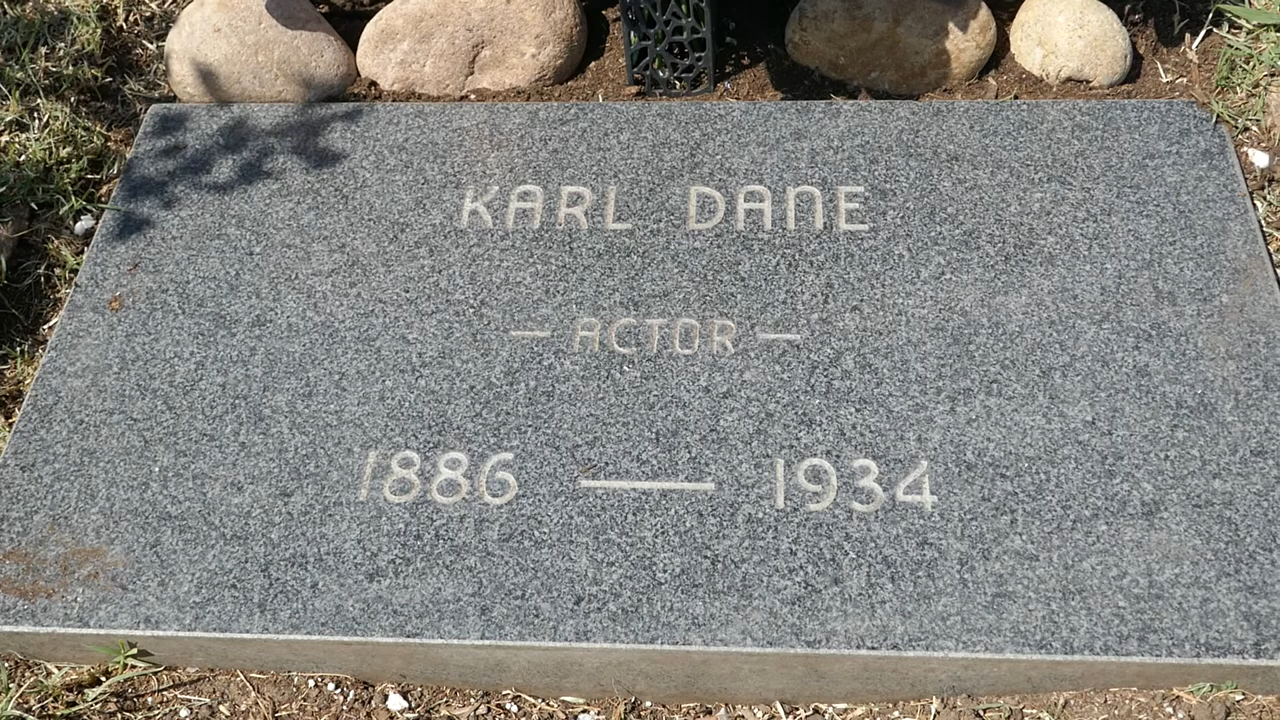 KARL DANE
— ACTOR —
1886 — 1934